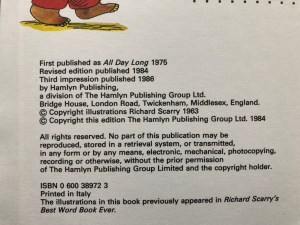 First published as All Day Long 1975
Revised edition published 1984
Third impression published 1986
by Hamlyn Publishing,
a division of The Hamlyn Publishing Group Ltd.
Bridge House, London Road, Twickenham, Middlesex, England.
© Copyright illustrations Richard Scarry 1963
© Copyright this edition The Hamlyn Publishing Group Ltd. 1984
All rights reserved. No part of this publication may be
reproduced, stored in a retrieval system, or transmitted,
in any form or by any means, electronic, mechanical, photocopying,
recording or otherwise, without the prior permission
of The Hamlyn Publishing Group Limited and the copyright holder.
ISBN 0 600 38972 3
Printed in Italy
The illustrations in this book previously appeared in Richard Scarry's
Best Word Book Ever.